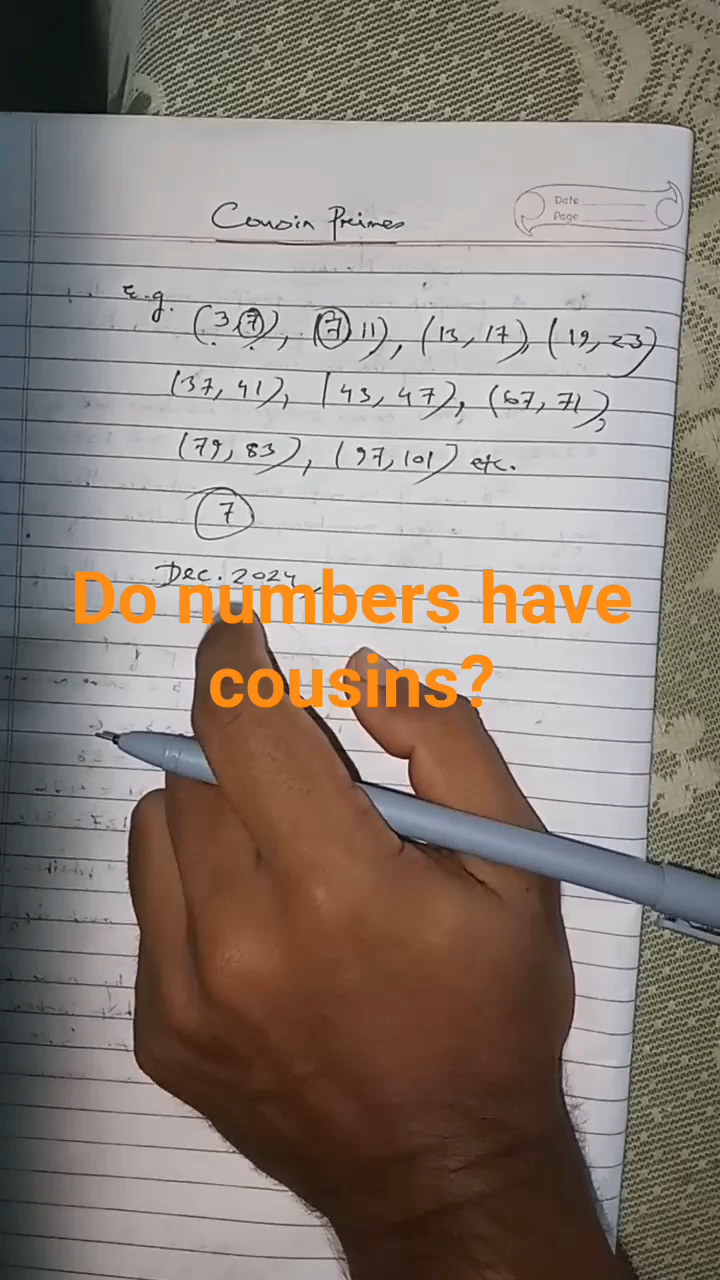 Cousin Primes
Date
Page
E.g. (3,7), (7,11), (13, 17), (19, 23)
(37, 41), (43, 47), (67, 71),
(79, 83), (97, 101) etc.
7
Dec. 2024,
Do numbers have
cousins?